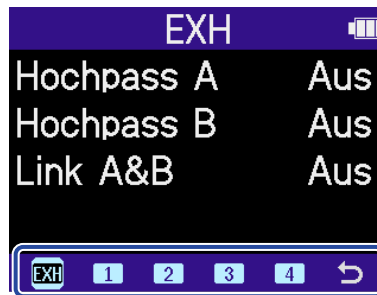 EXH
Hochpass A Aus
Hochpass B Aus
Link A&B Aus
EXH 1 2 3 4